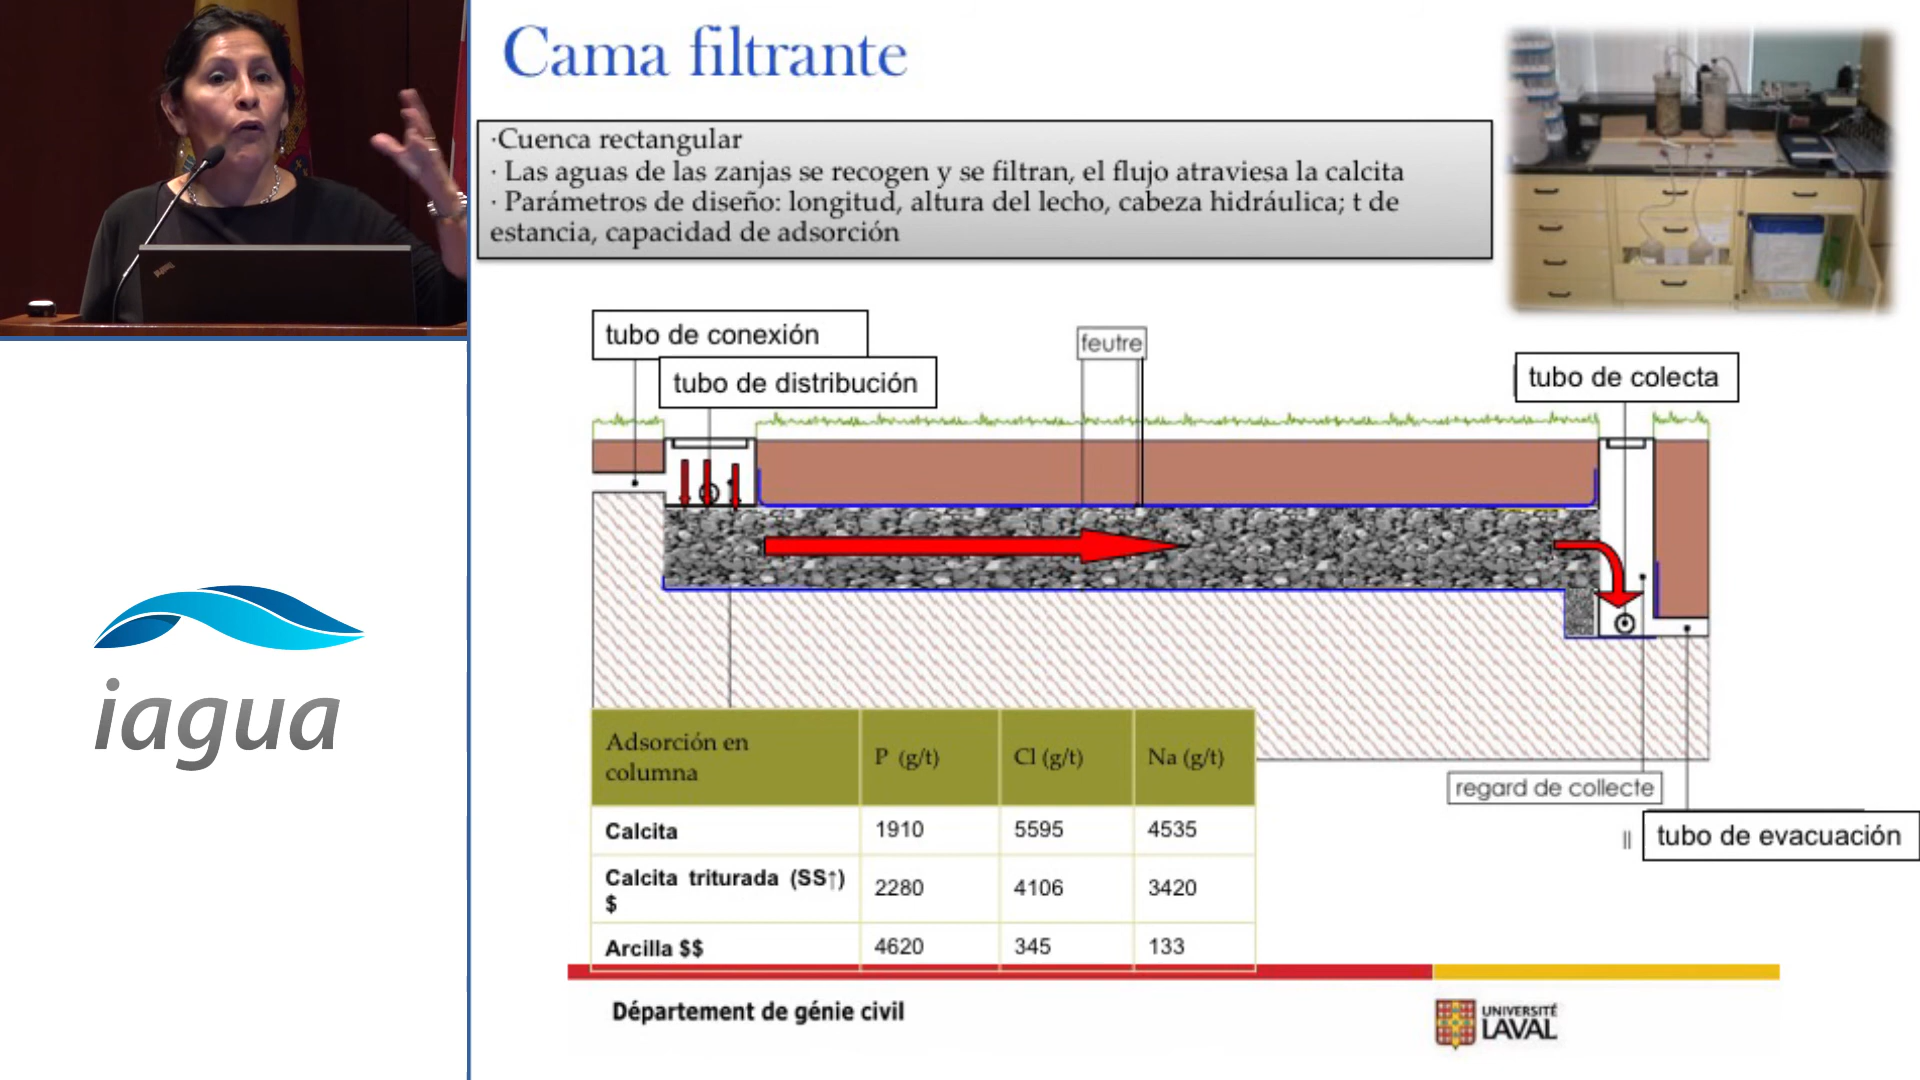 Cama filtrante
·Cuenca rectangular
· Las aguas de las zanjas se recogen y se filtran, el flujo atraviesa la calcita
· Parámetros de diseño: longitud, altura del lecho, cabeza hidráulica; t de
estancia, capacidad de adsorción
tubo de conexión
feutre
tubo de distribución
tubo de colecta
iagua
Adsorción en
columna
P (g/t)
Cl (g/t)
Na (g/t)
Calcita
1910
5595
4535
Calcita triturada (SS↑)
$
2280
4106
3420
Arcilla $$
4620
345
133
regard de collecte
tubo de evacuación
Département de génie civil
UNIVERSITÉ
LAVAL